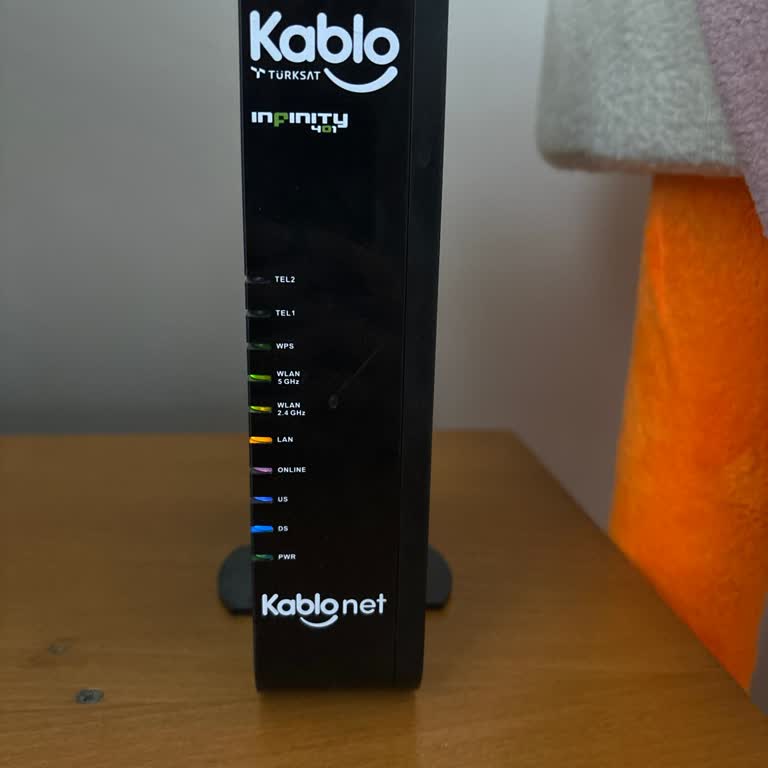 Kablo
TÜRKSAT
INFINITY
401
TEL2
TEL1
WPS
WLAN
5 GHz
WLAN
2.4 GHz
LAN
ONLINE
US
DS
PWR
Kablonet